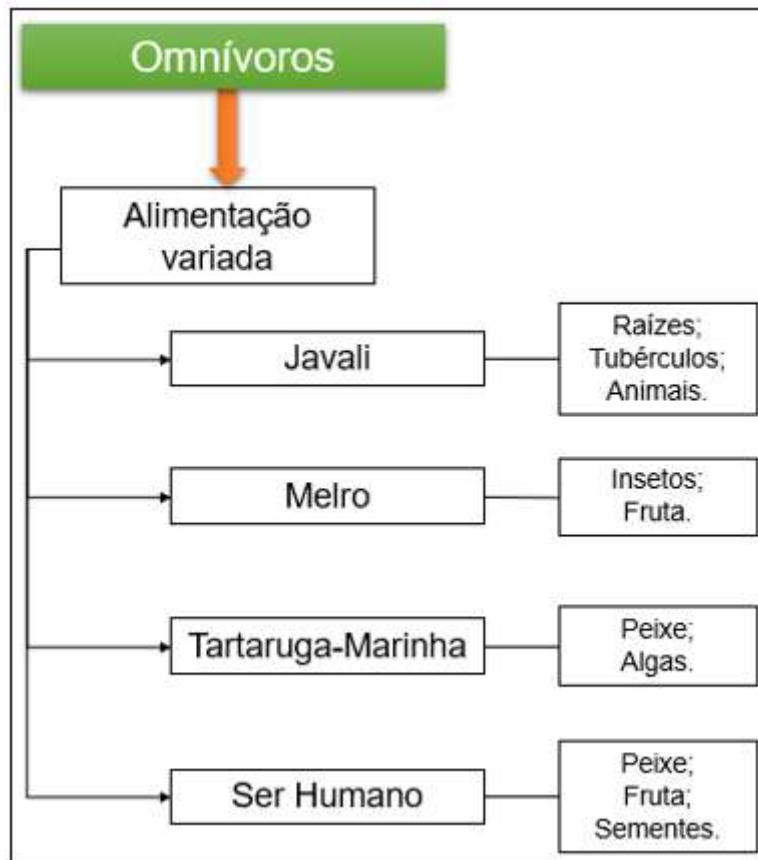 Omnívoros
Alimentação
variada
Javali
Raízes;
Tubérculos;
Animais.
Melro
Insetos;
Fruta.
Tartaruga-Marinha
Peixe;
Algas.
Ser Humano
Peixe;
Fruta;
Sementes.